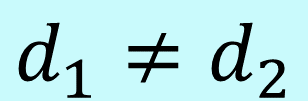 𝑑₁ ≠ 𝑑₂